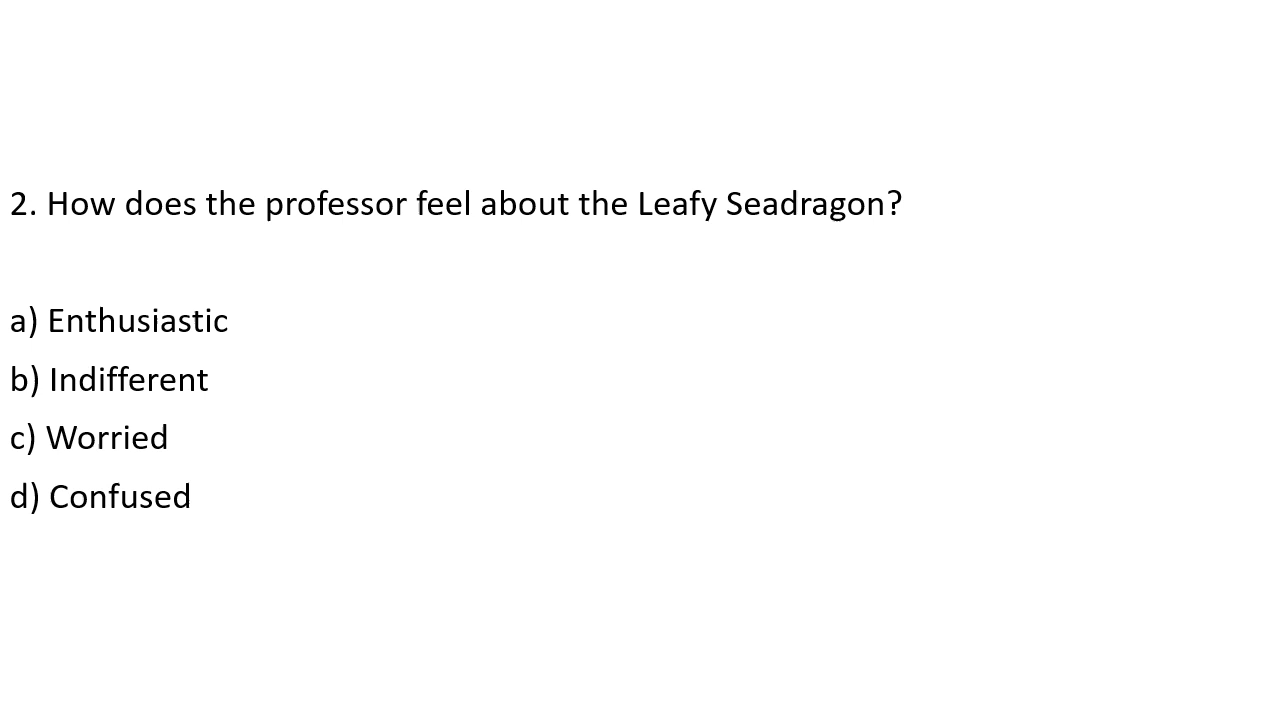 2. How does the professor feel about the Leafy Seadragon?
a) Enthusiastic
b) Indifferent
c) Worried
d) Confused